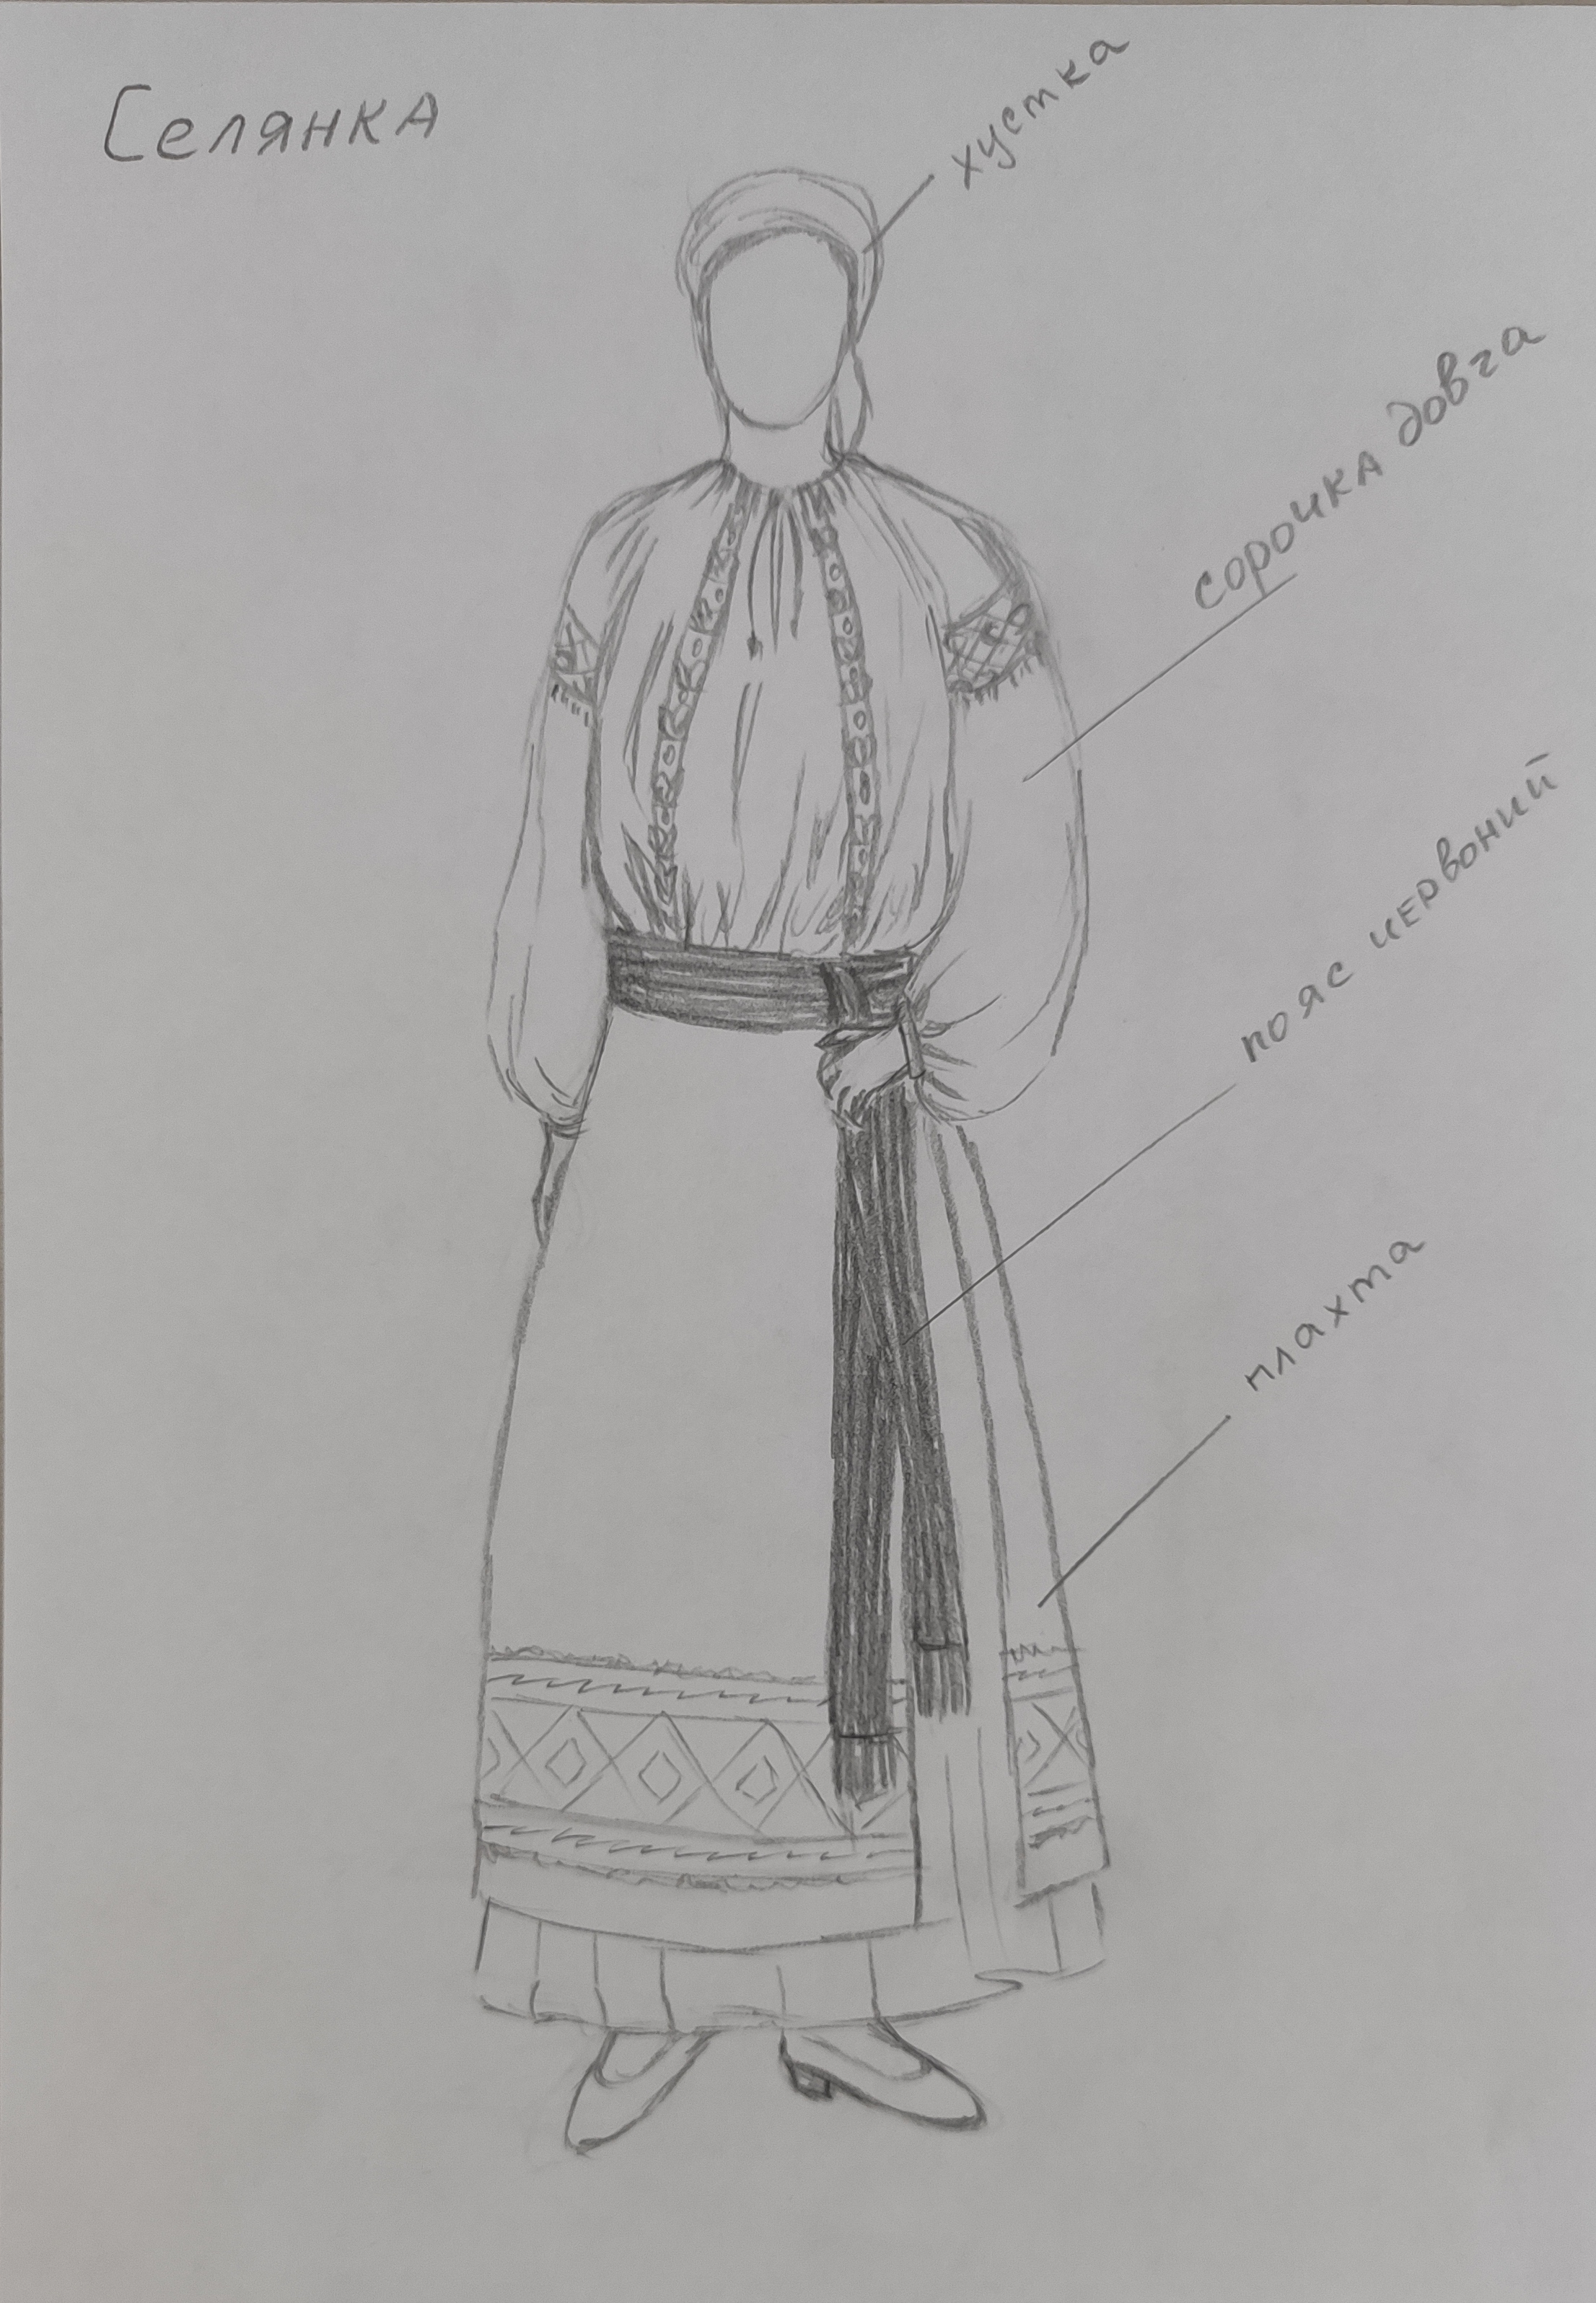 Селянка
хустка
сорочка довга
пояс червоний
плахта